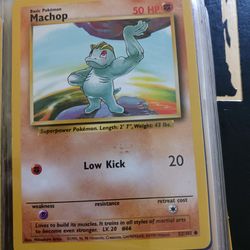 Basic Pokémon
Machop
50 HP
Superpower Pokémon. Length: 2' 7", Weight: 43 lbs.
Low Kick 20
weakness
resistance
retreat cost
Loves to build its muscles. It trains in all styles of martial arts
to become even stronger. LV. 20 #66
52/102